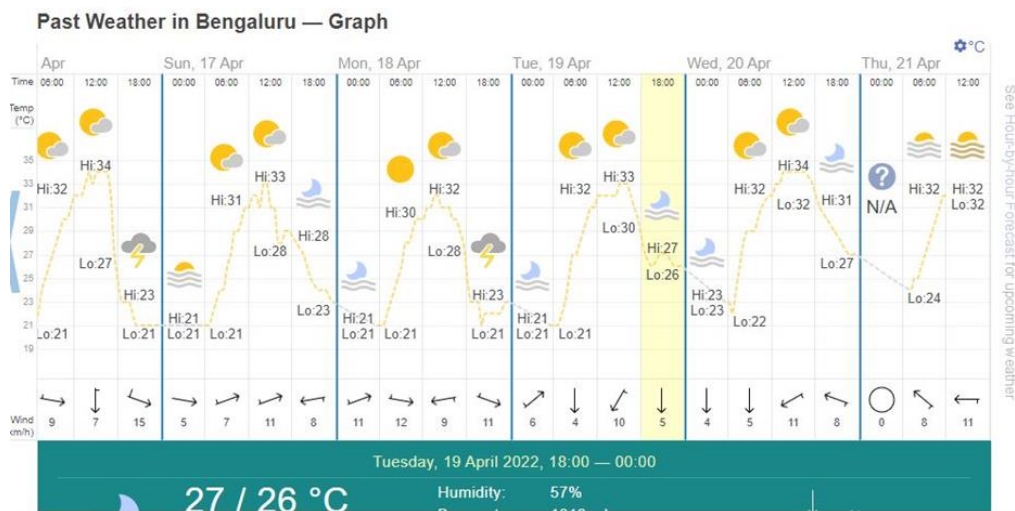 Past Weather in Bengaluru — Graph
°C
Apr Sun, 17 Apr Mon, 18 Apr Tue, 19 Apr Wed, 20 Apr Thu, 21 Apr
Time 06:00 12:00 18:00 00:00 06:00 12:00 18:00 00:00 06:00 12:00 18:00 00:00 06:00 12:00 18:00 00:00 06:00 12:00 18:00 00:00 06:00 12:00
Temp
(°C)
35
33
31
29
27
25
23
21
19
Hi:32 Hi:34 Hi:23 Hi:21 Hi:31 Hi:33 Hi:28 Hi:21 Hi:30 Hi:32 Hi:23 Hi:21 Hi:32 Hi:33 Hi:27 Hi:23 Hi:32 Hi:34 Hi:31 N/A Hi:32 Hi:32
Lo:21 Lo:27 Lo:21 Lo:21 Lo:21 Lo:28 Lo:23 Lo:21 Lo:21 Lo:28 Lo:21 Lo:21 Lo:21 Lo:30 Lo:26 Lo:23 Lo:22 Lo:32 Lo:27 Lo:24 Lo:32
?
Wind
km/h)
9 7 15 5 7 11 8 11 12 9 11 6 4 10 5 4 5 11 8 0 8 11
See Hour-by-hour Forecast for upcoming weather
Tuesday, 19 April 2022, 18:00 — 00:00
27 / 26 °C
Humidity: 57%